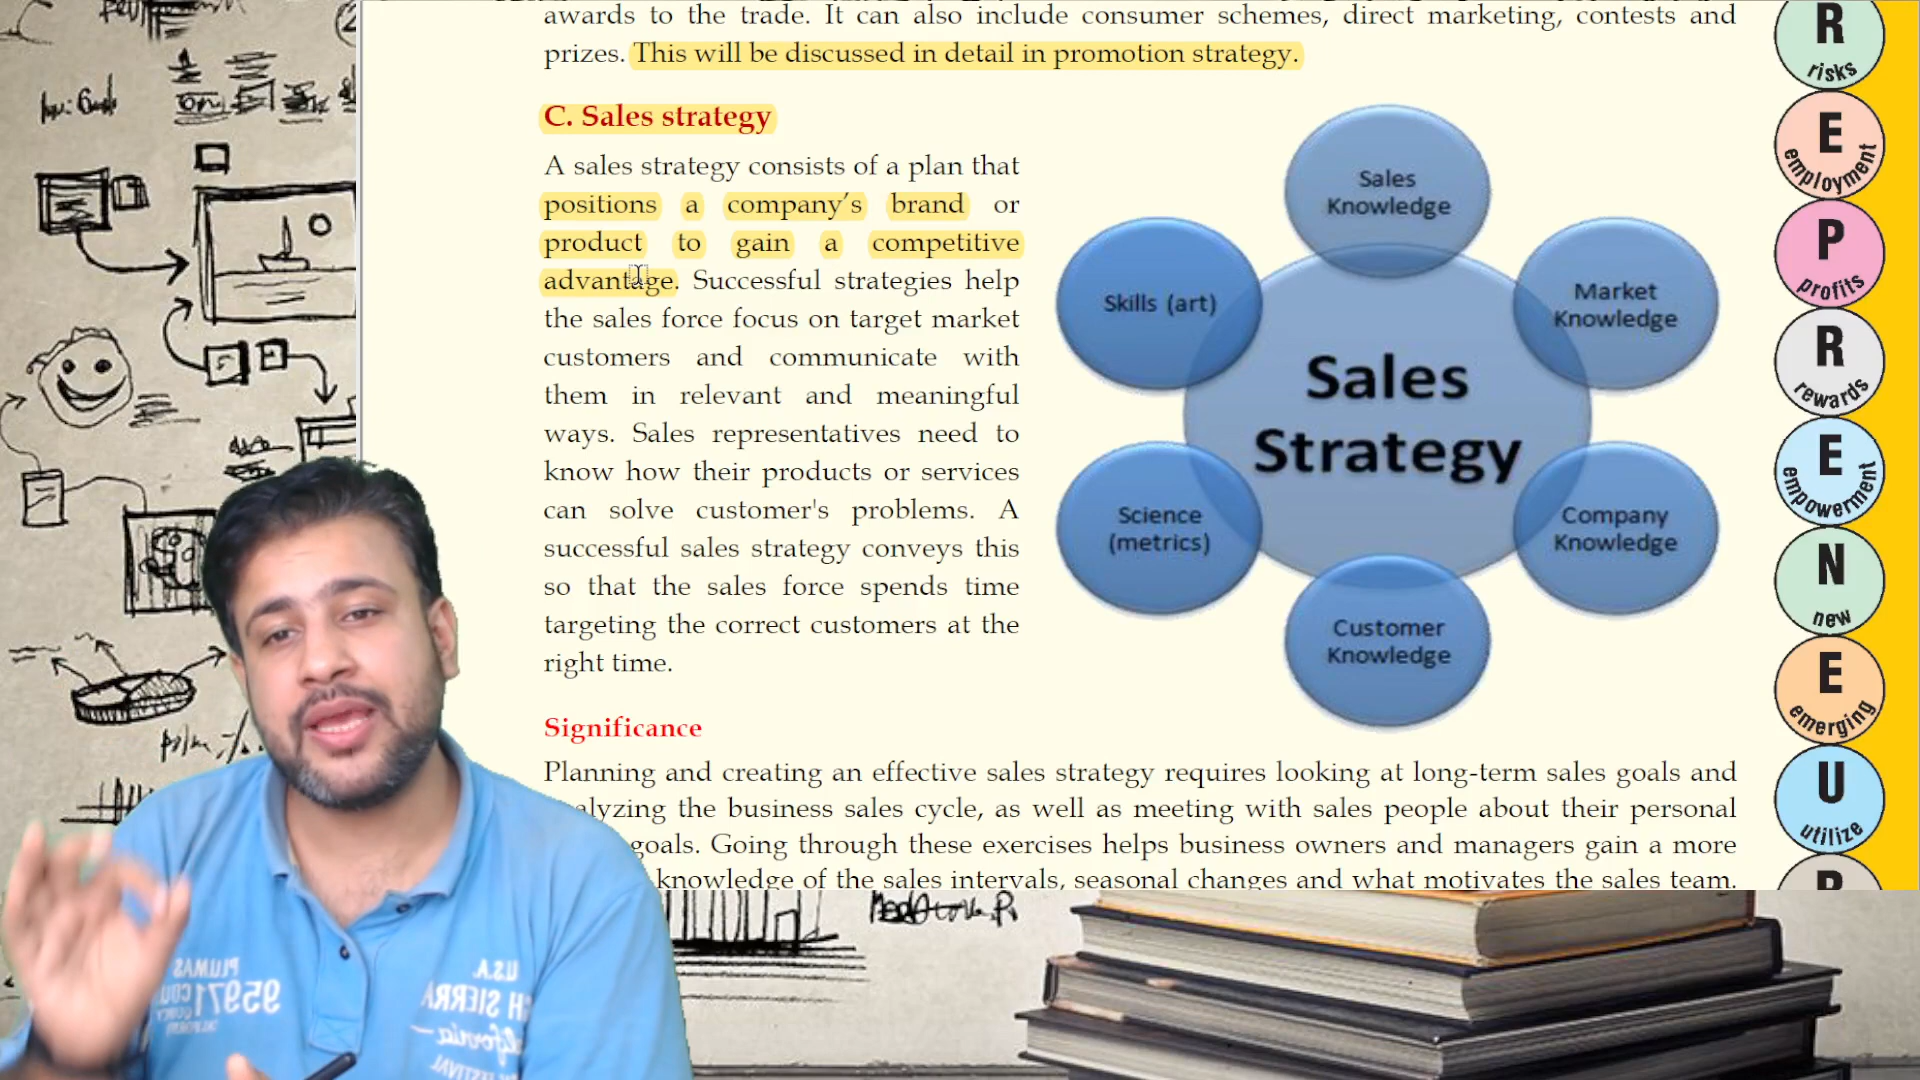 awards to the trade. It can also include consumer schemes, direct marketing, contests and
prizes. This will be discussed in detail in promotion strategy.
C. Sales strategy
A sales strategy consists of a plan that
positions a company's brand or
product to gain a competitive
advantage. Successful strategies help
the sales force focus on target market
customers and communicate with
them in relevant and meaningful
ways. Sales representatives need to
know how their products or services
can solve customer's problems. A
successful sales strategy conveys this
so that the sales force spends time
targeting the correct customers at the
right time.
Sales
Knowledge
Skills (art)
Market
Knowledge
Sales
Strategy
Science
(metrics)
Company
Knowledge
Customer
Knowledge
Significance
Planning and creating an effective sales strategy requires looking at long-term sales goals and
the business sales cycle, as well as meeting with sales people about their personal
goals. Going through these exercises helps business owners and managers gain a more
knowledge of the sales intervals, seasonal changes and what motivates the sales team.
R
risks
E
employment
P
profits
R
rewards
E
empowerment
N
new
E
emerging
U
utilize
PLUMAS
95971
U.S.A.
SIERRA
California